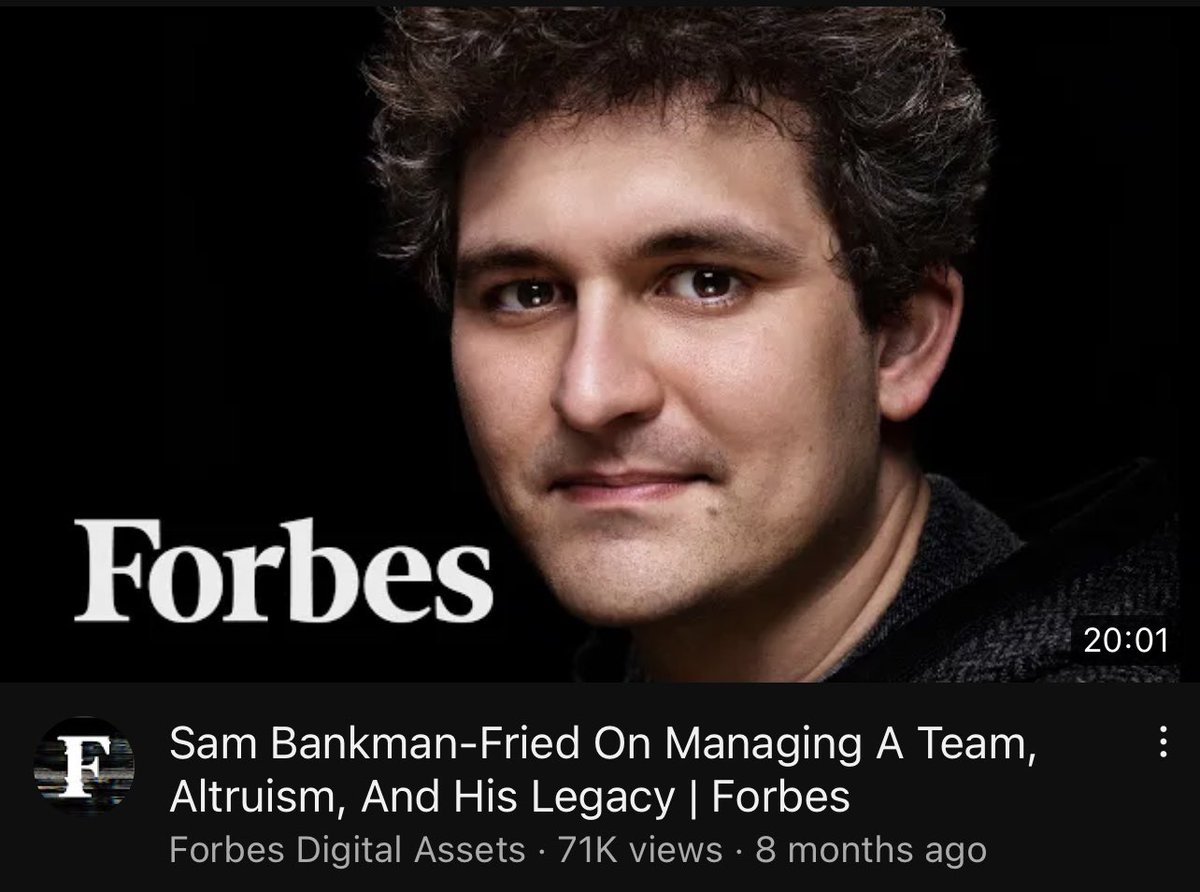 Forbes
20:01
F
Sam Bankman-Fried On Managing A Team,
Altruism, And His Legacy | Forbes
Forbes Digital Assets · 71K views · 8 months ago